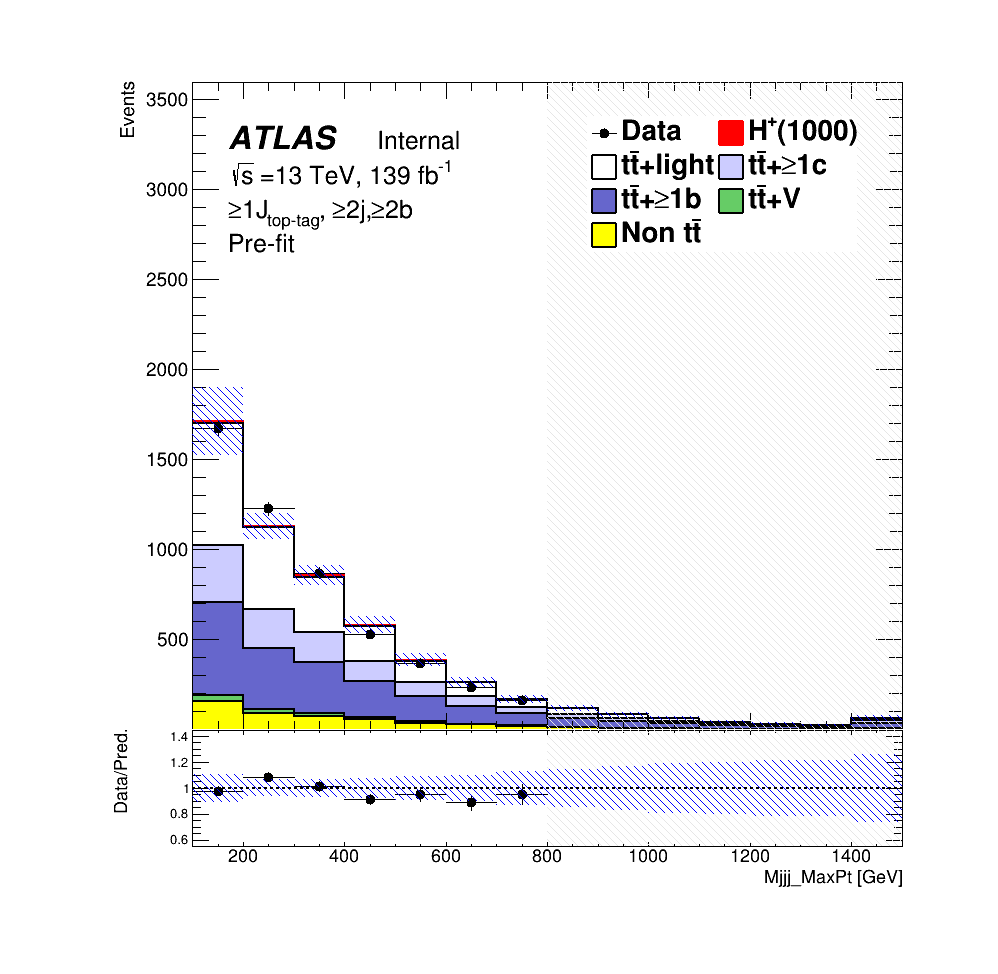 Events
3500
3000
2500
2000
1500
1000
500
ATLAS Internal
√s =13 TeV, 139 fb⁻¹
≥1J_top-tag, ≥2j,≥2b
Pre-fit
Data
H⁺(1000)
tt̄+light
tt̄+≥1c
tt̄+≥1b
tt̄+V
Non tt̄
Data/Pred.
1.4
1.2
1
0.8
0.6
200 400 600 800 1000 1200 1400
Mjjj_MaxPt [GeV]